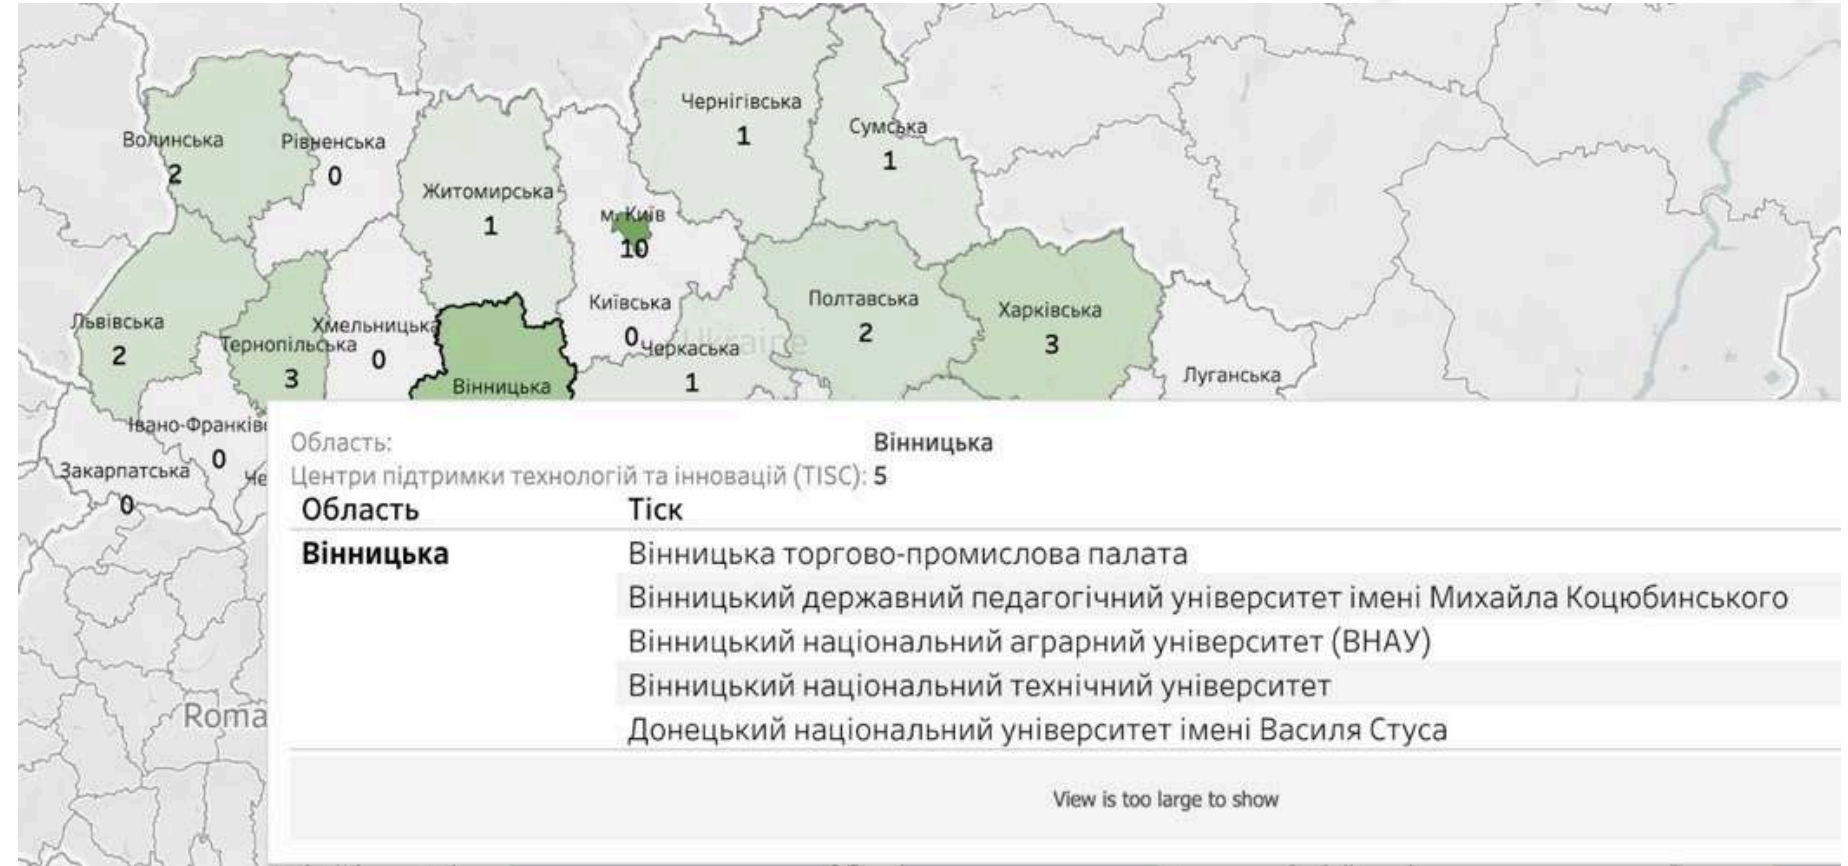 Чернігівська
1
Сумська
1
Волинська
2
Рівненська
0
Житомирська
1
м. Київ
10
Київська
0
Полтавська
2
Харківська
3
Львівська
2
Тернопільська
3
Хмельницька
0
Вінницька
Ukraine
Черкаська
1
Луганська
Івано-Франківс
0
Закарпатська
0
Че
Roma
Область: Вінницька
Центри підтримки технологій та інновацій (TISC): 5
Область Тіск
Вінницька Вінницька торгово-промислова палата
Вінницький державний педагогічний університет імені Михайла Коцюбинського
Вінницький національний аграрний університет (ВНАУ)
Вінницький національний технічний університет
Донецький національний університет імені Василя Стуса
View is too large to show